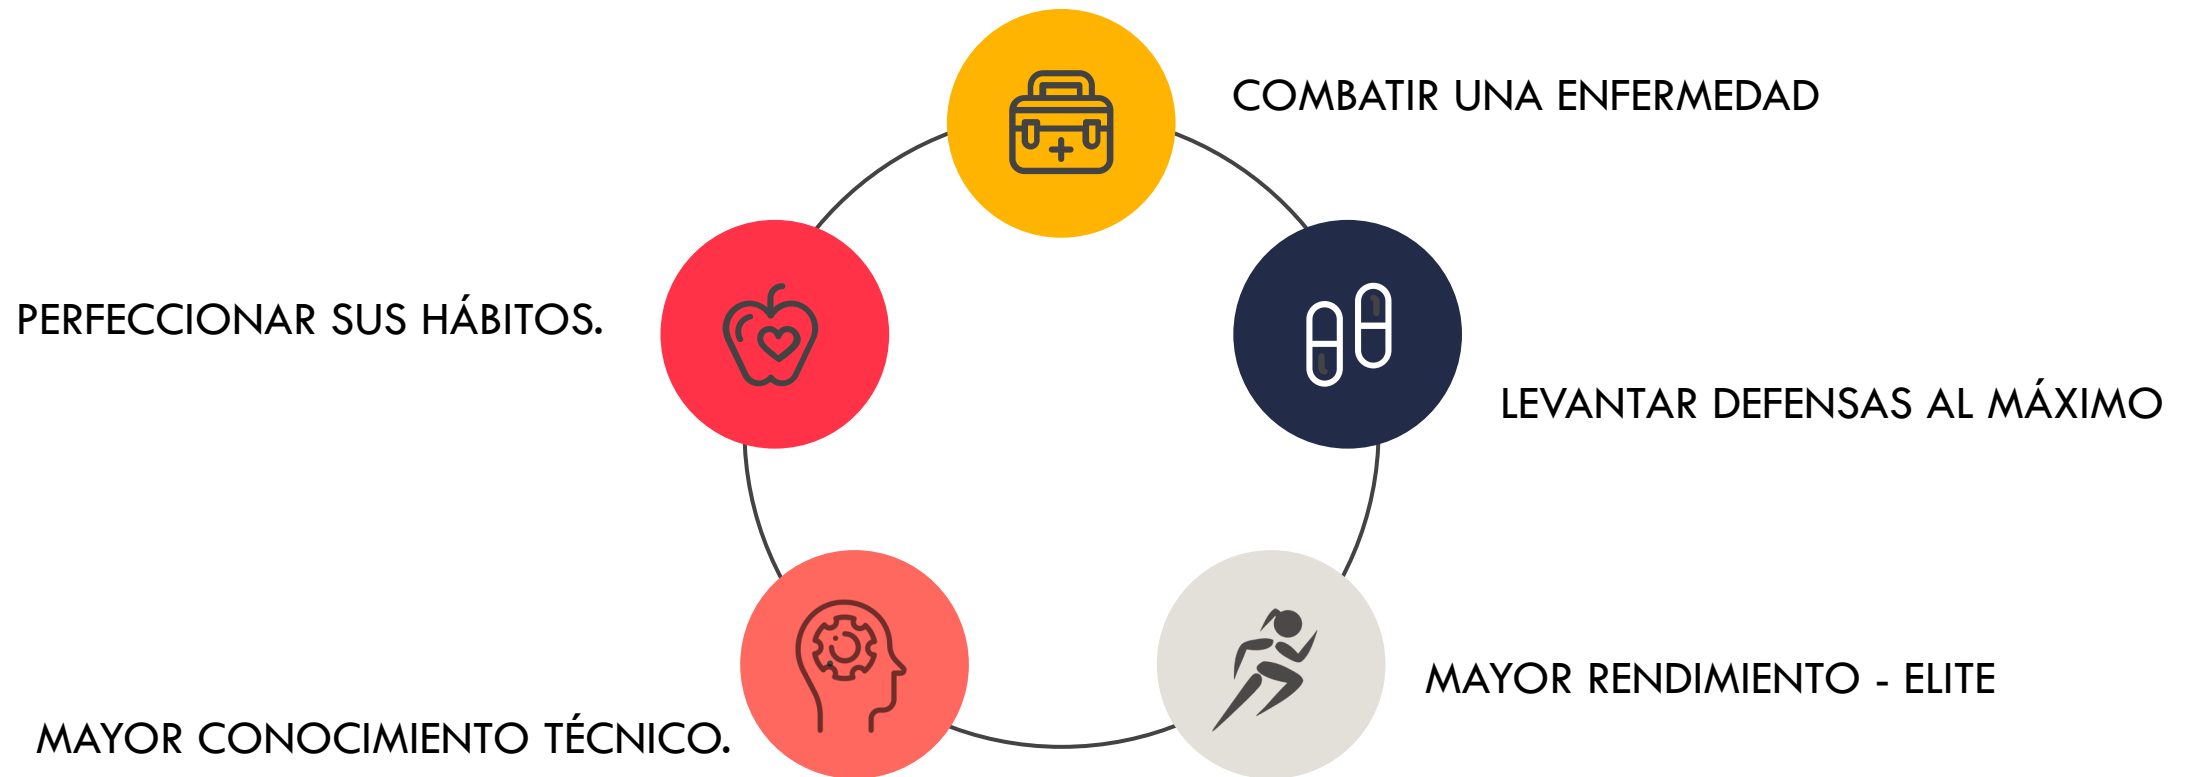 COMBATIR UNA ENFERMEDAD
PERFECCIONAR SUS HÁBITOS.
LEVANTAR DEFENSAS AL MÁXIMO
MAYOR RENDIMIENTO - ELITE
MAYOR CONOCIMIENTO TÉCNICO.